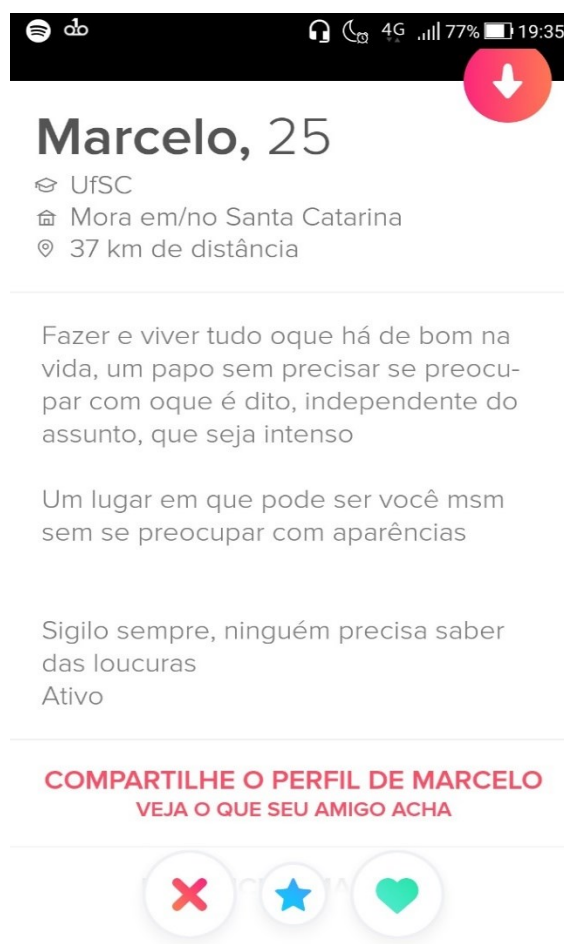 4G 77% 19:35
Marcelo, 25
UfSC
Mora em/no Santa Catarina
37 km de distância
Fazer e viver tudo oque há de bom na
vida, um papo sem precisar se preocu-
par com oque é dito, independente do
assunto, que seja intenso
Um lugar em que pode ser você msm
sem se preocupar com aparências
Sigilo sempre, ninguém precisa saber
das loucuras
Ativo
COMPARTILHE O PERFIL DE MARCELO
VEJA O QUE SEU AMIGO ACHA